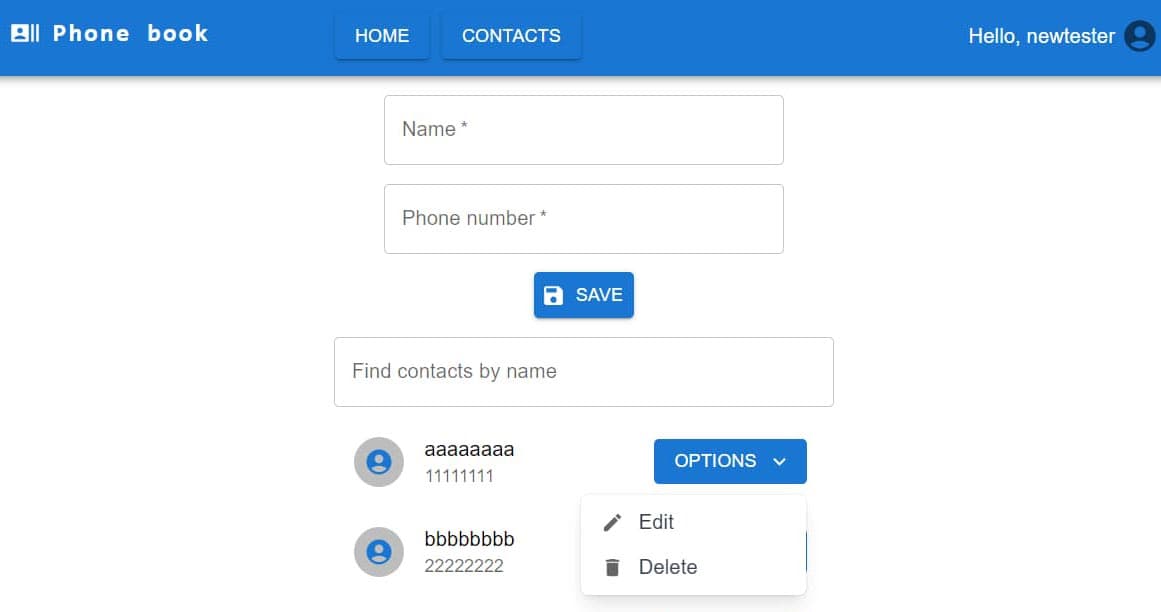 Phone book
HOME
CONTACTS
Hello, newtester
Name *
Phone number *
SAVE
Find contacts by name
aaaaaaaa
11111111
OPTIONS
Edit
Delete
bbbbbbbb
22222222